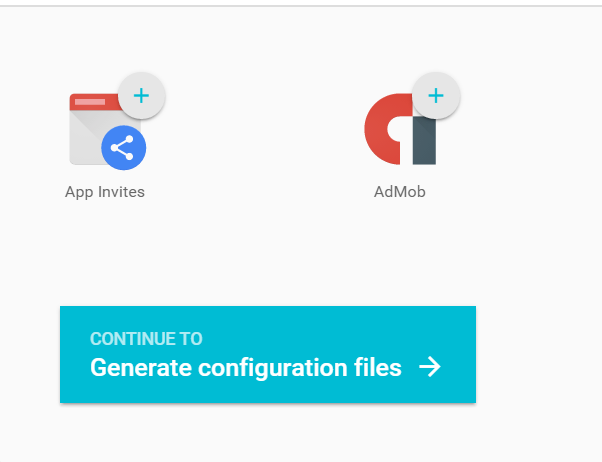 App Invites
AdMob
CONTINUE TO
Generate configuration files